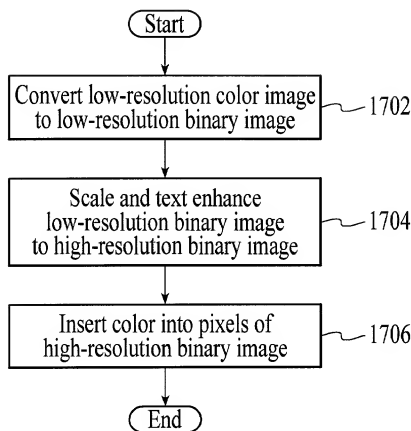 Start
Convert low-resolution color image
to low-resolution binary image
1702
Scale and text enhance
low-resolution binary image
to high-resolution binary image
1704
Insert color into pixels of
high-resolution binary image
1706
End